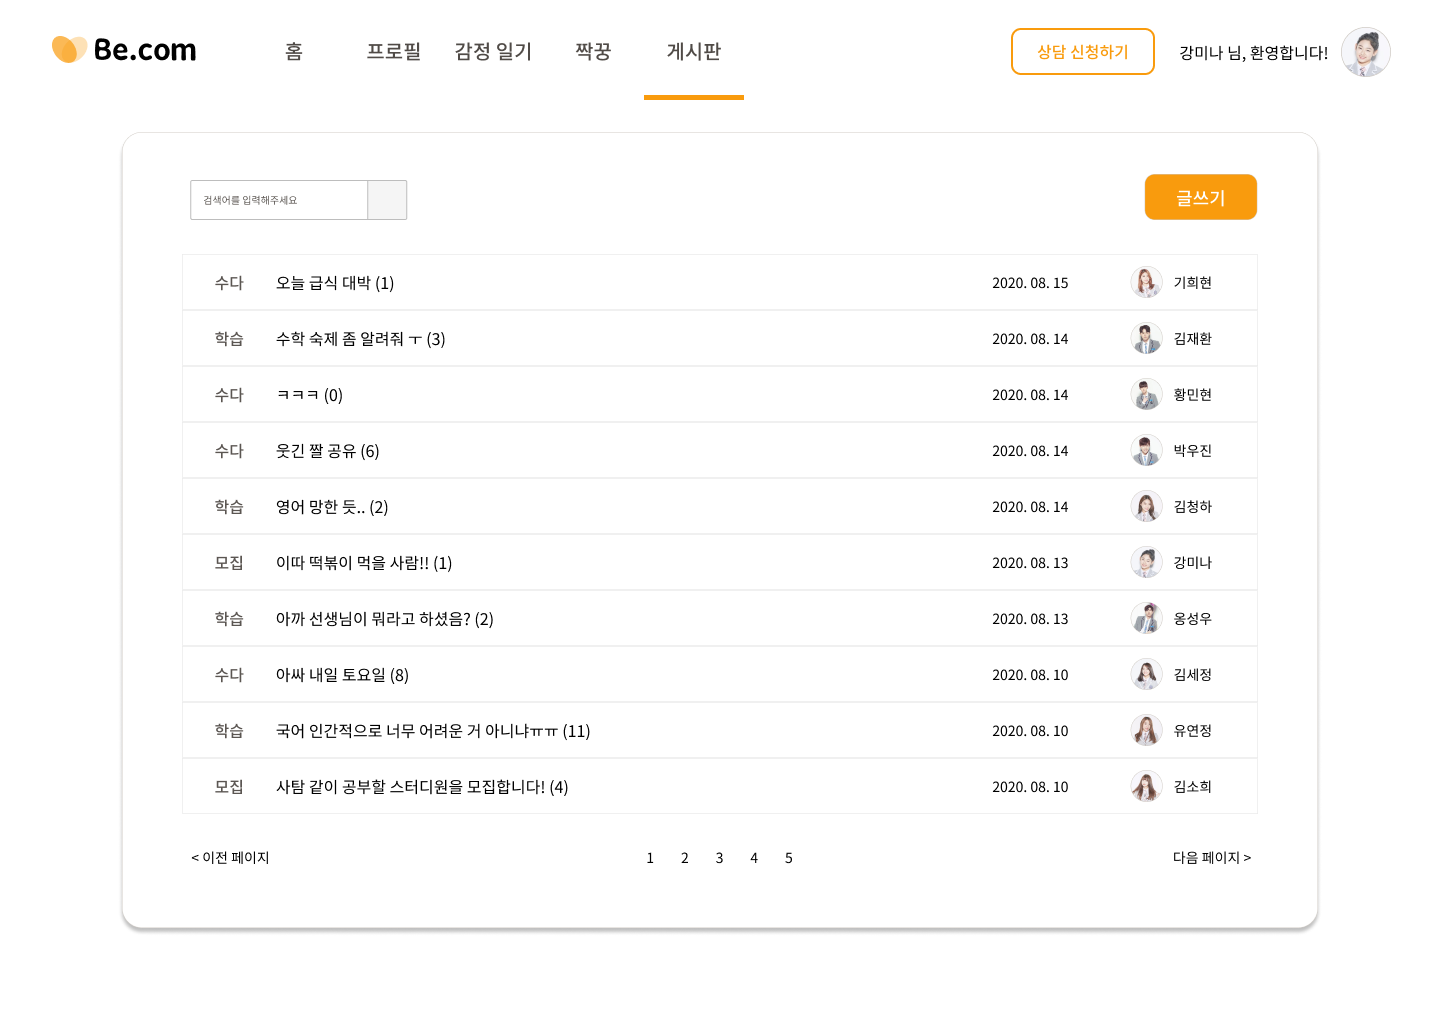 Be.com 홈 프로필 감정 일기 짝꿍 게시판 상담 신청하기 강미나 님, 환영합니다!
검색어를 입력해주세요 글쓰기
수다 오늘 급식 대박 (1) 2020. 08. 15 기희현
학습 수학 숙제 좀 알려줘 ㅜ (3) 2020. 08. 14 김재환
수다 ㅋㅋㅋ (0) 2020. 08. 14 황민현
수다 웃긴 짤 공유 (6) 2020. 08. 14 박우진
학습 영어 망한 듯.. (2) 2020. 08. 14 김청하
모집 이따 떡볶이 먹을 사람!! (1) 2020. 08. 13 강미나
학습 아까 선생님이 뭐라고 하셨음? (2) 2020. 08. 13 옹성우
수다 아싸 내일 토요일 (8) 2020. 08. 10 김세정
학습 국어 인간적으로 너무 어려운 거 아니냐ㅠㅠ (11) 2020. 08. 10 유연정
모집 사탐 같이 공부할 스터디원을 모집합니다! (4) 2020. 08. 10 김소희
< 이전 페이지 1 2 3 4 5 다음 페이지 >